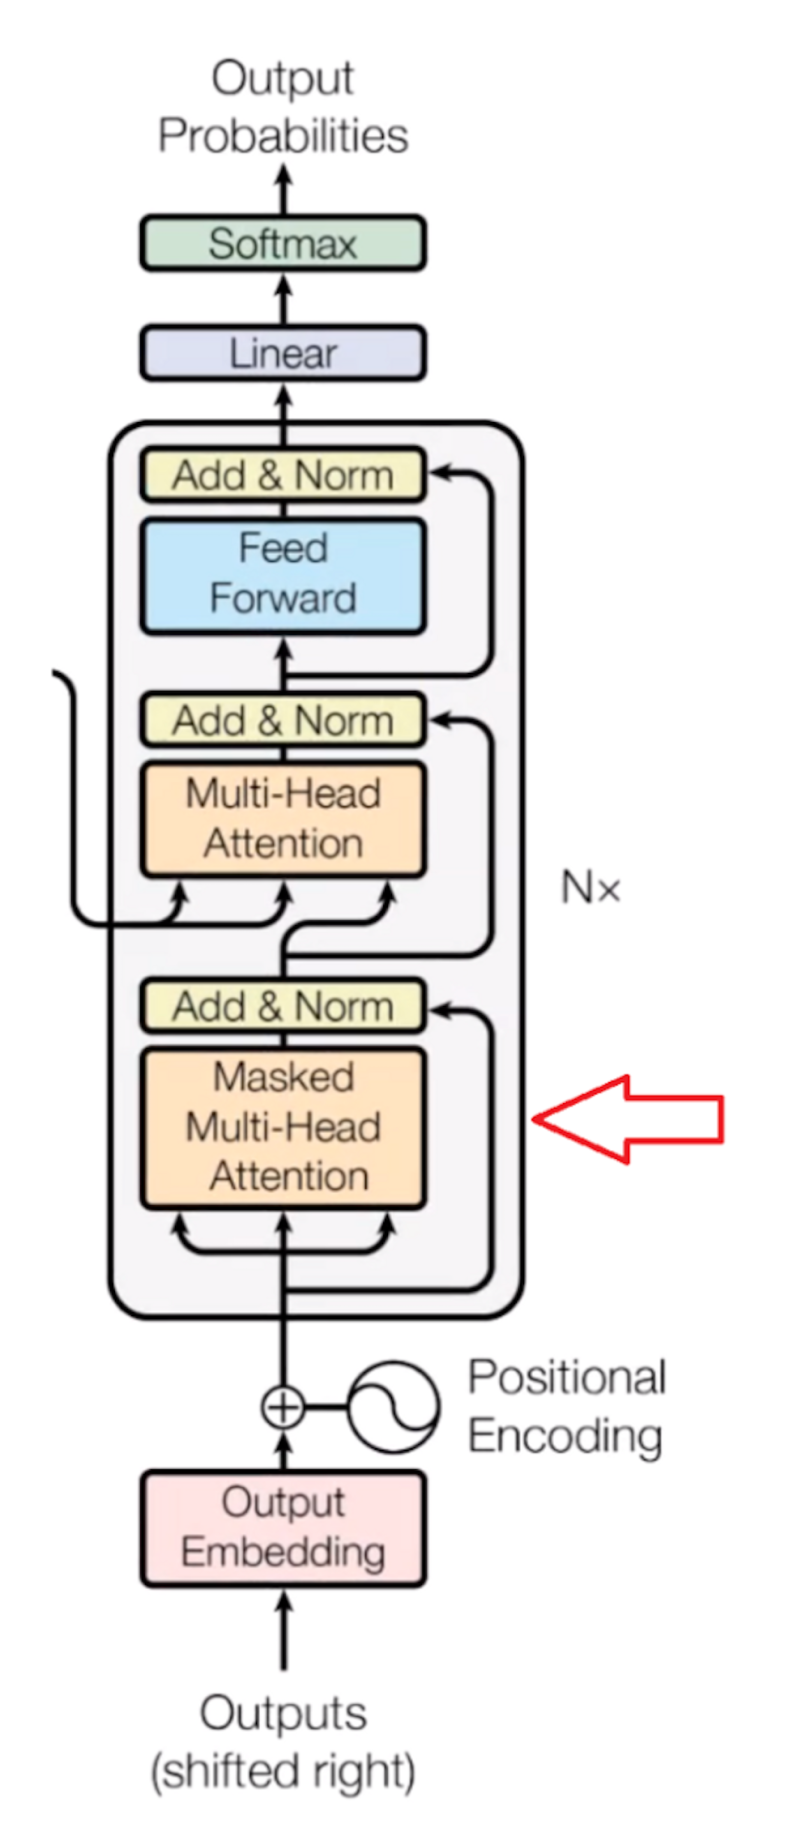 Output
Probabilities
Softmax
Linear
Add & Norm
Feed
Forward
Add & Norm
Multi-Head
Attention
N×
Add & Norm
Masked
Multi-Head
Attention
Positional
Encoding
Output
Embedding
Outputs
(shifted right)